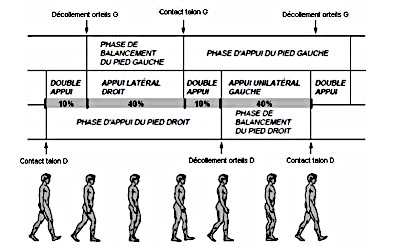 Décollement orteils G
Contact talon G
Décollement orteils G
PHASE DE
BALANCEMENT
DU PIED GAUCHE
PHASE D'APPUI DU PIED GAUCHE
DOUBLE
APPUI
APPUI LATÉRAL
DROIT
DOUBLE
APPUI
APPUI UNILATÉRAL
GAUCHE
DOUBLE
APPUI
10%
40%
10%
40%
PHASE D'APPUI DU PIED DROIT
PHASE DE
BALANCEMENT
DU PIED DROIT
Contact talon D
Décollement orteils D
Contact talon D